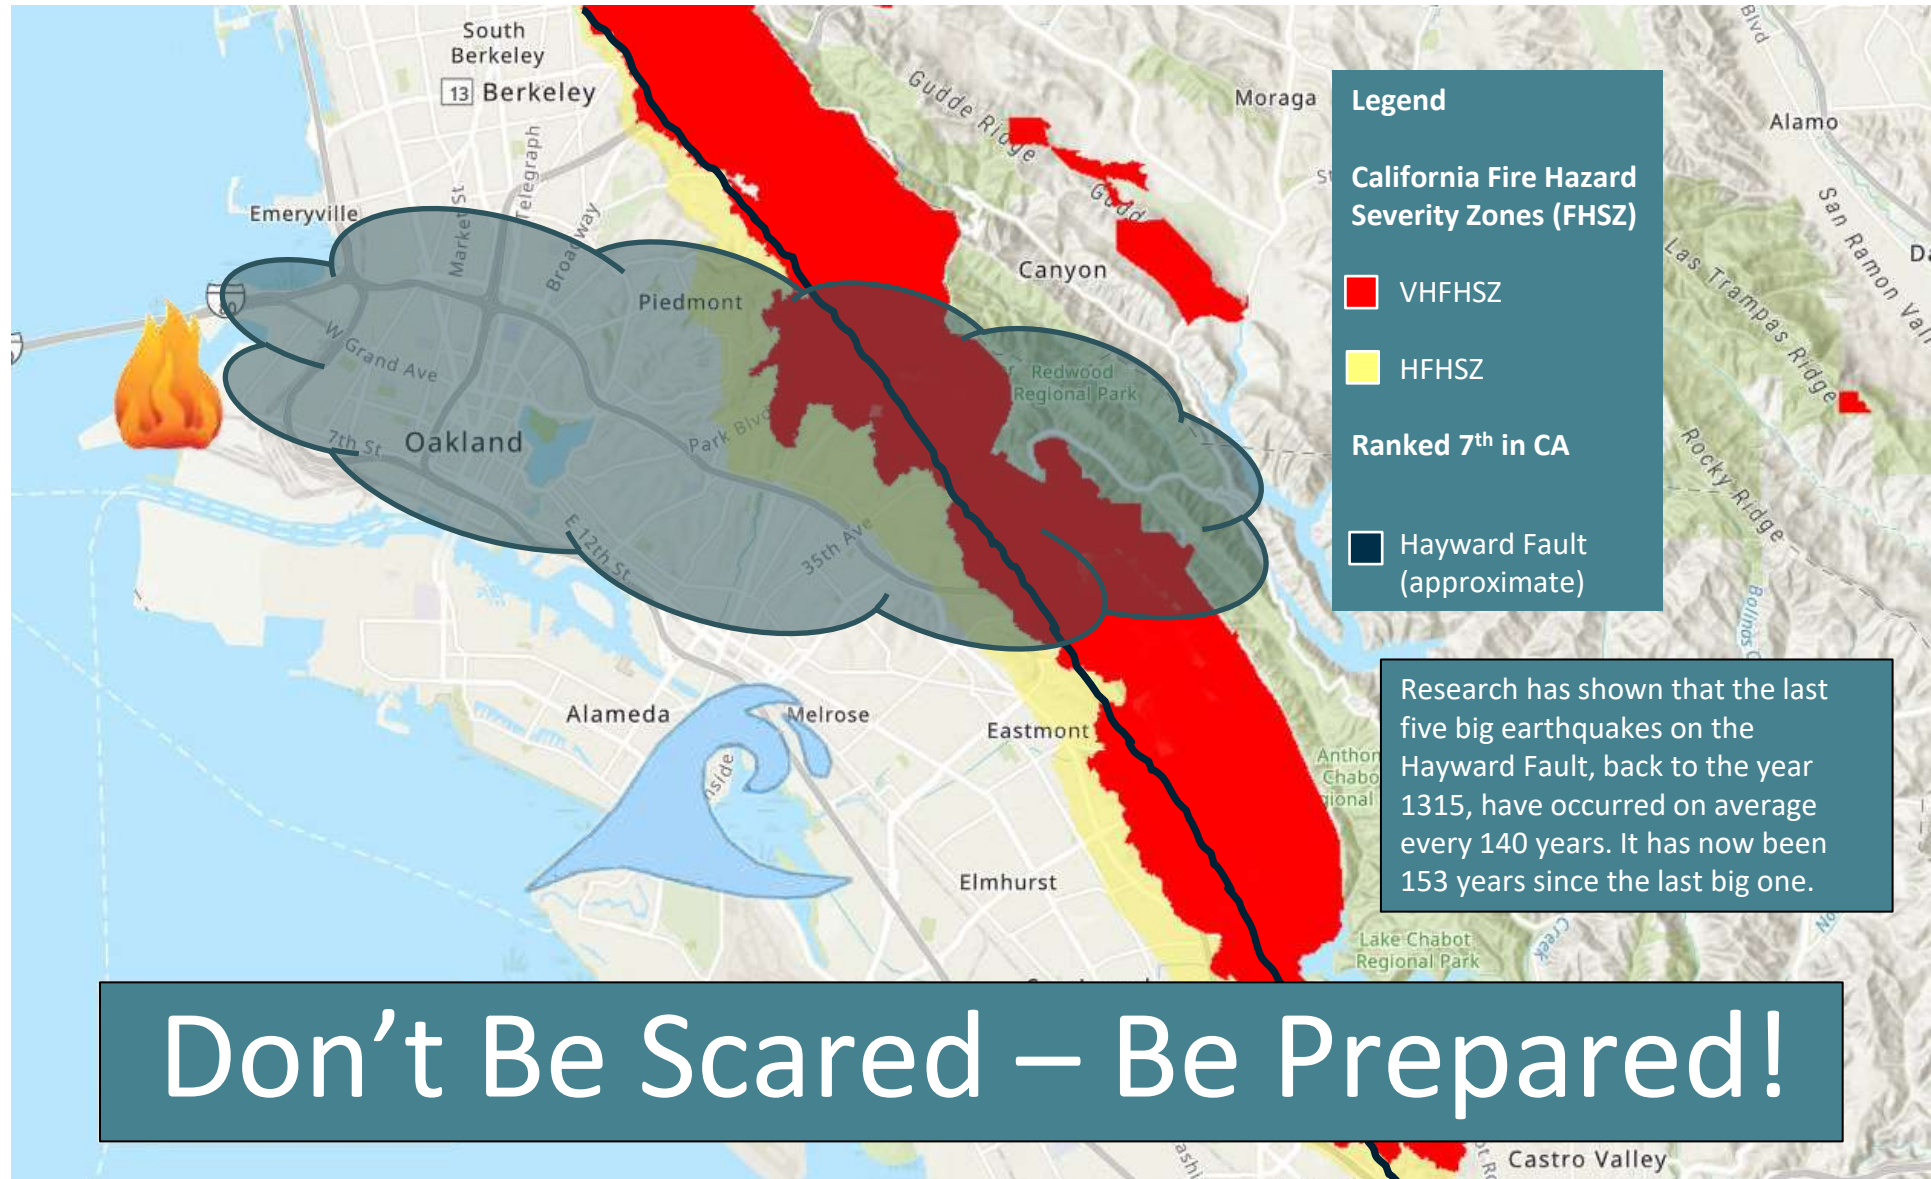 South
Berkeley
13 Berkeley
Gudde Ridge
Moraga
Blvd
Alamo
Telegraph
Market St
Broadway
Emeryville
San Ramon Val
Las Trampas Ridge
Canyon
80
Piedmont
W Grand Ave
Redwood
Regional Park
Park Blvd
7th St
Oakland
Rocky Ridge
E 12th St
35th Ave
Legend
California Fire Hazard
Severity Zones (FHSZ)
VHFHSZ
HFHSZ
Ranked 7th in CA
Hayward Fault
(approximate)
Research has shown that the last
five big earthquakes on the
Hayward Fault, back to the year
1315, have occurred on average
every 140 years. It has now been
153 years since the last big one.
Alameda
Melrose
Eastmont
Elmhurst
Lake Chabot
Regional Park
Creek
Don't Be Scared – Be Prepared!
Castro Valley